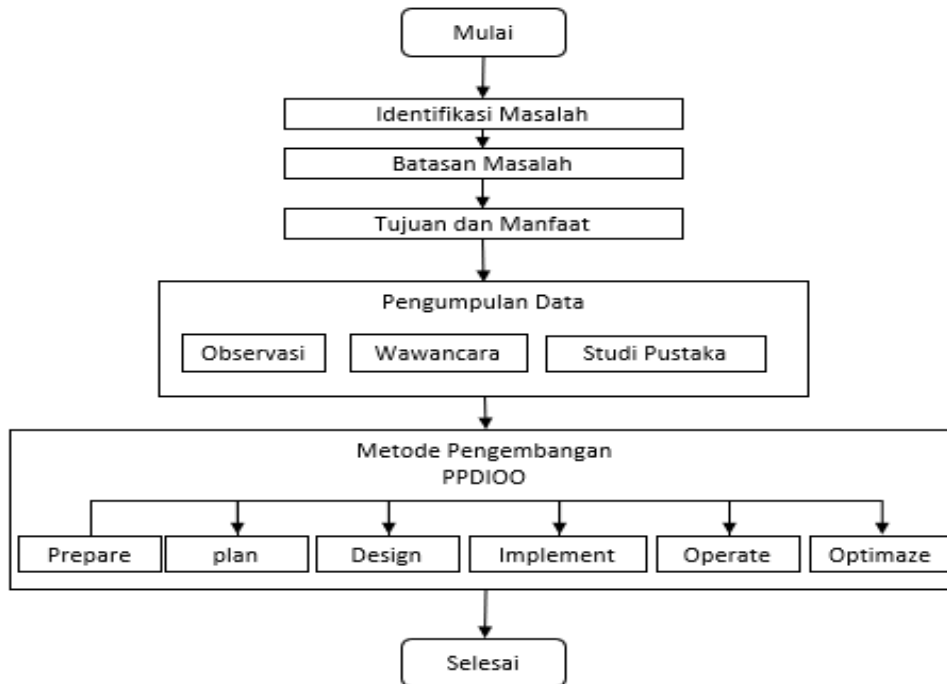 Mulai
Identifikasi Masalah
Batasan Masalah
Tujuan dan Manfaat
Pengumpulan Data
Observasi
Wawancara
Studi Pustaka
Metode Pengembangan
PPDIOO
Prepare
plan
Design
Implement
Operate
Optimaze
Selesai